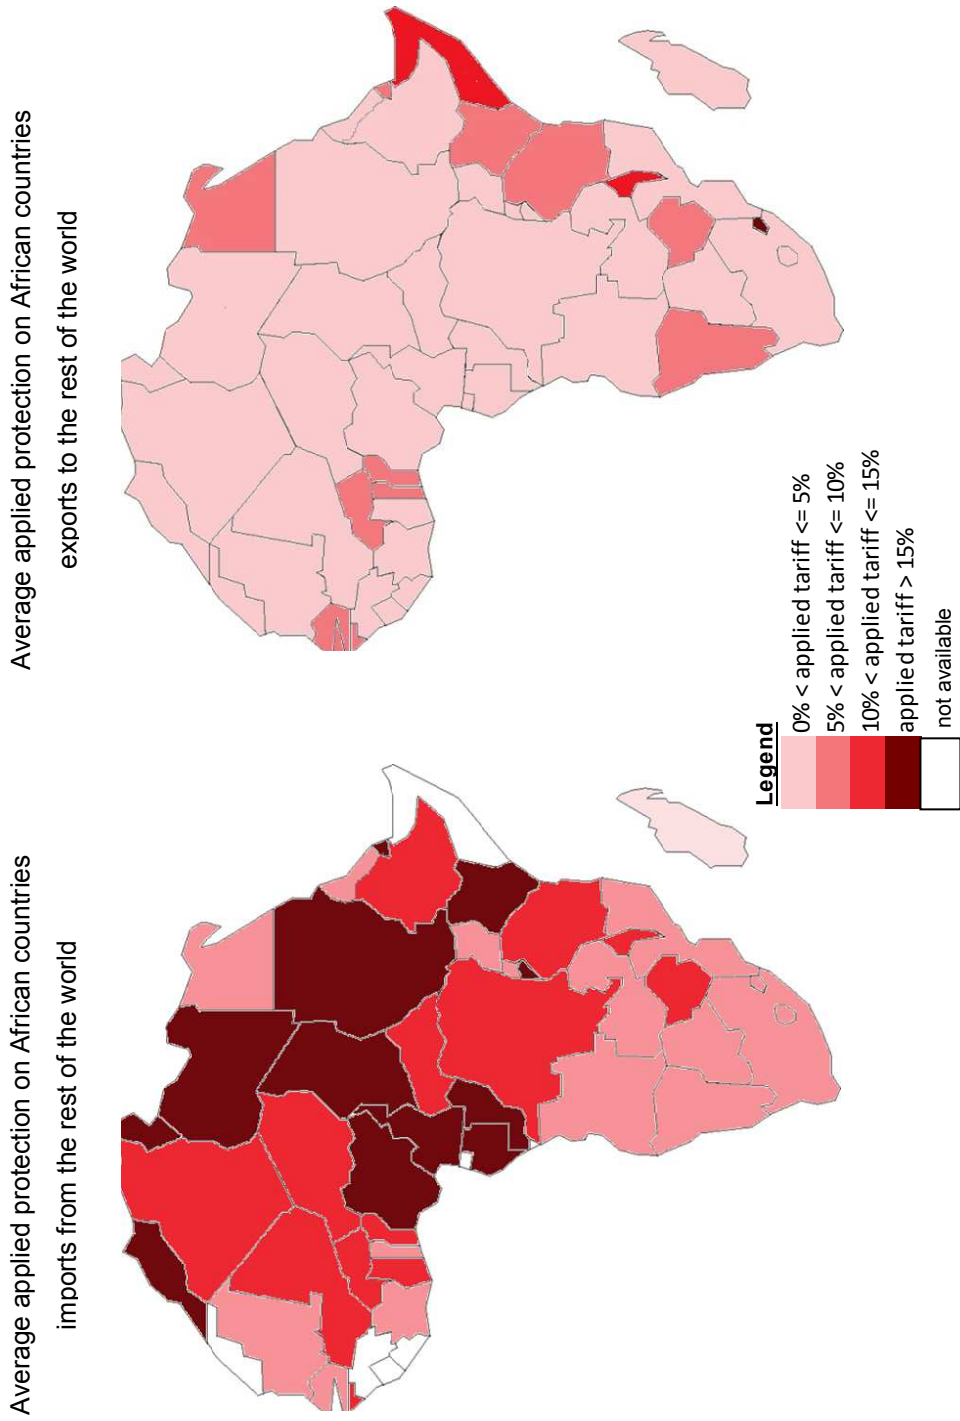 Average applied protection on African countries
imports from the rest of the world
Average applied protection on African countries
exports to the rest of the world
Legend
0% < applied tariff <= 5%
5% < applied tariff <= 10%
10% < applied tariff <= 15%
applied tariff > 15%
not available